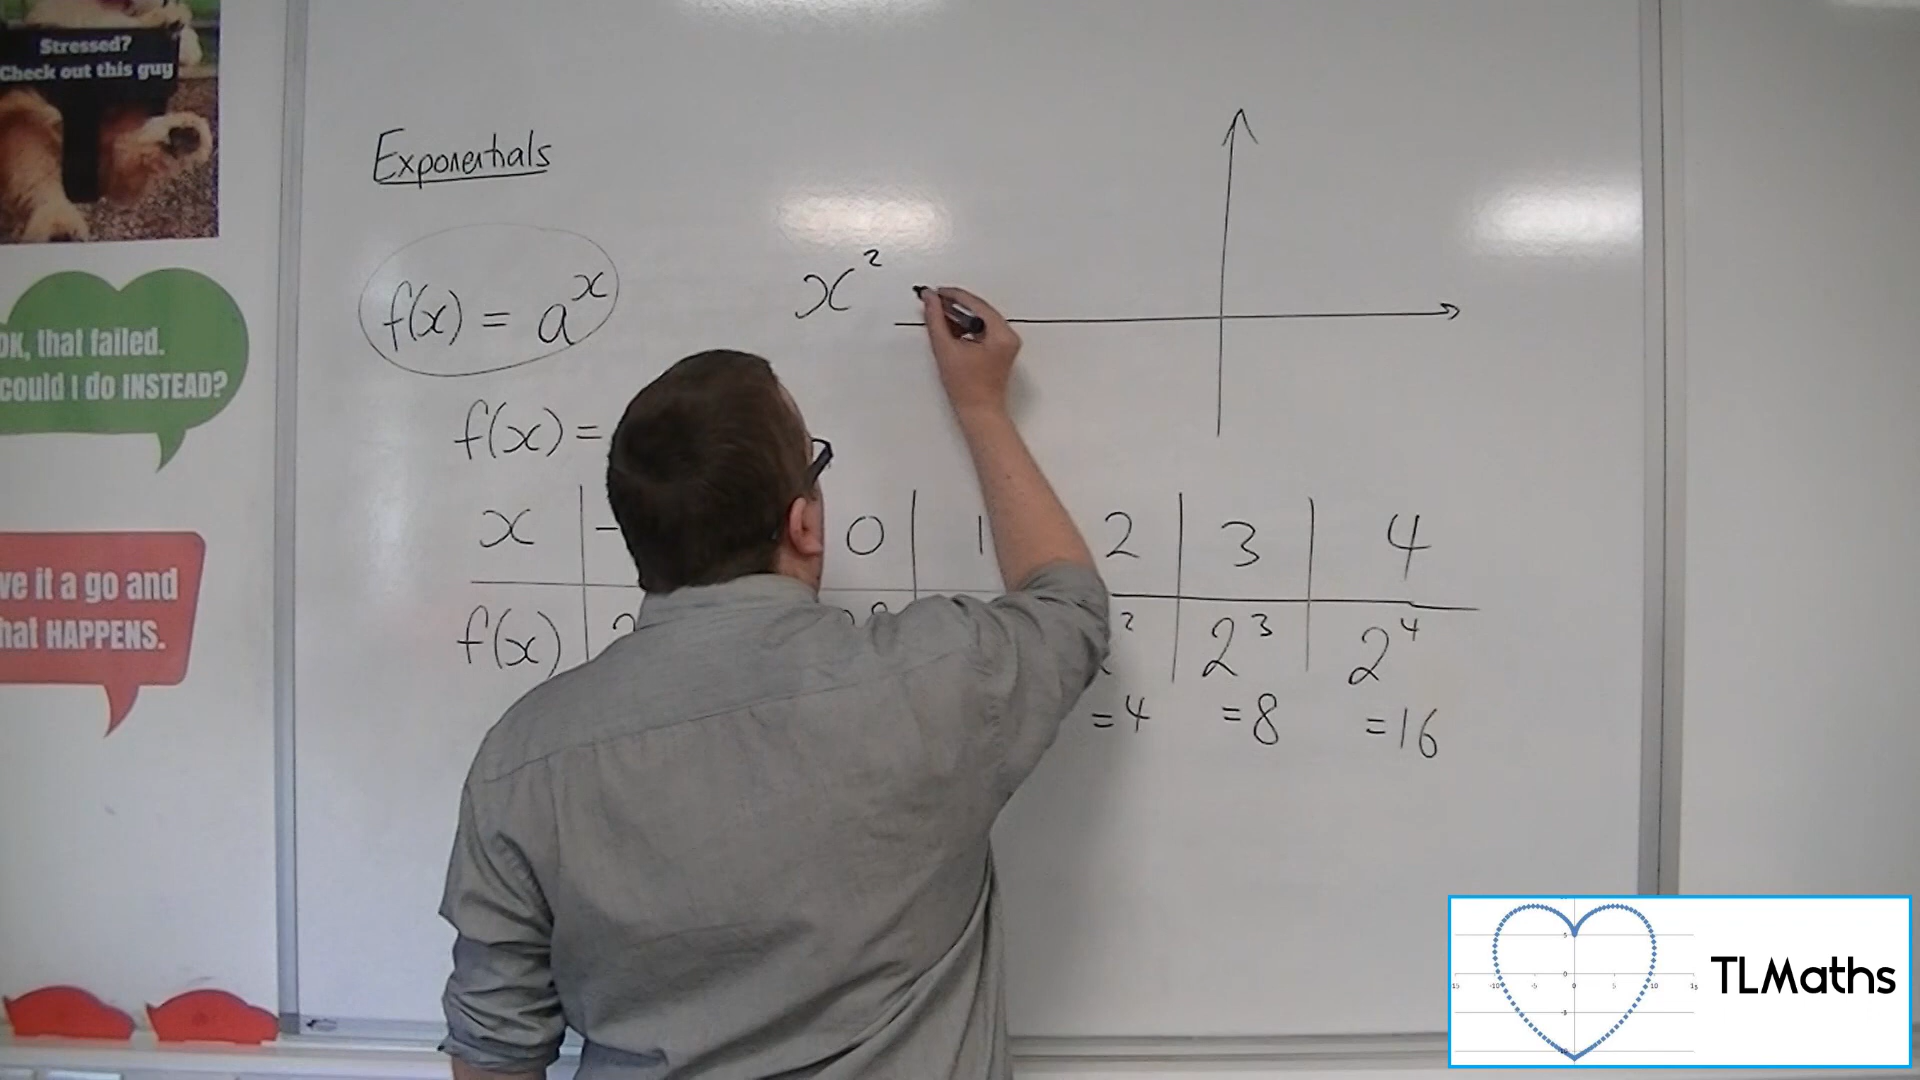 Stressed?
Check out this guy
OK, that failed.
could I do INSTEAD?
ve it a go and
hat HAPPENS.
Exponentials
f(x) = a^x
x²
f(x) =
x | - 0 | 1 2 | 3 | 4
f(x) 2 2³ | 2⁴
=4 =8 =16
TLMaths